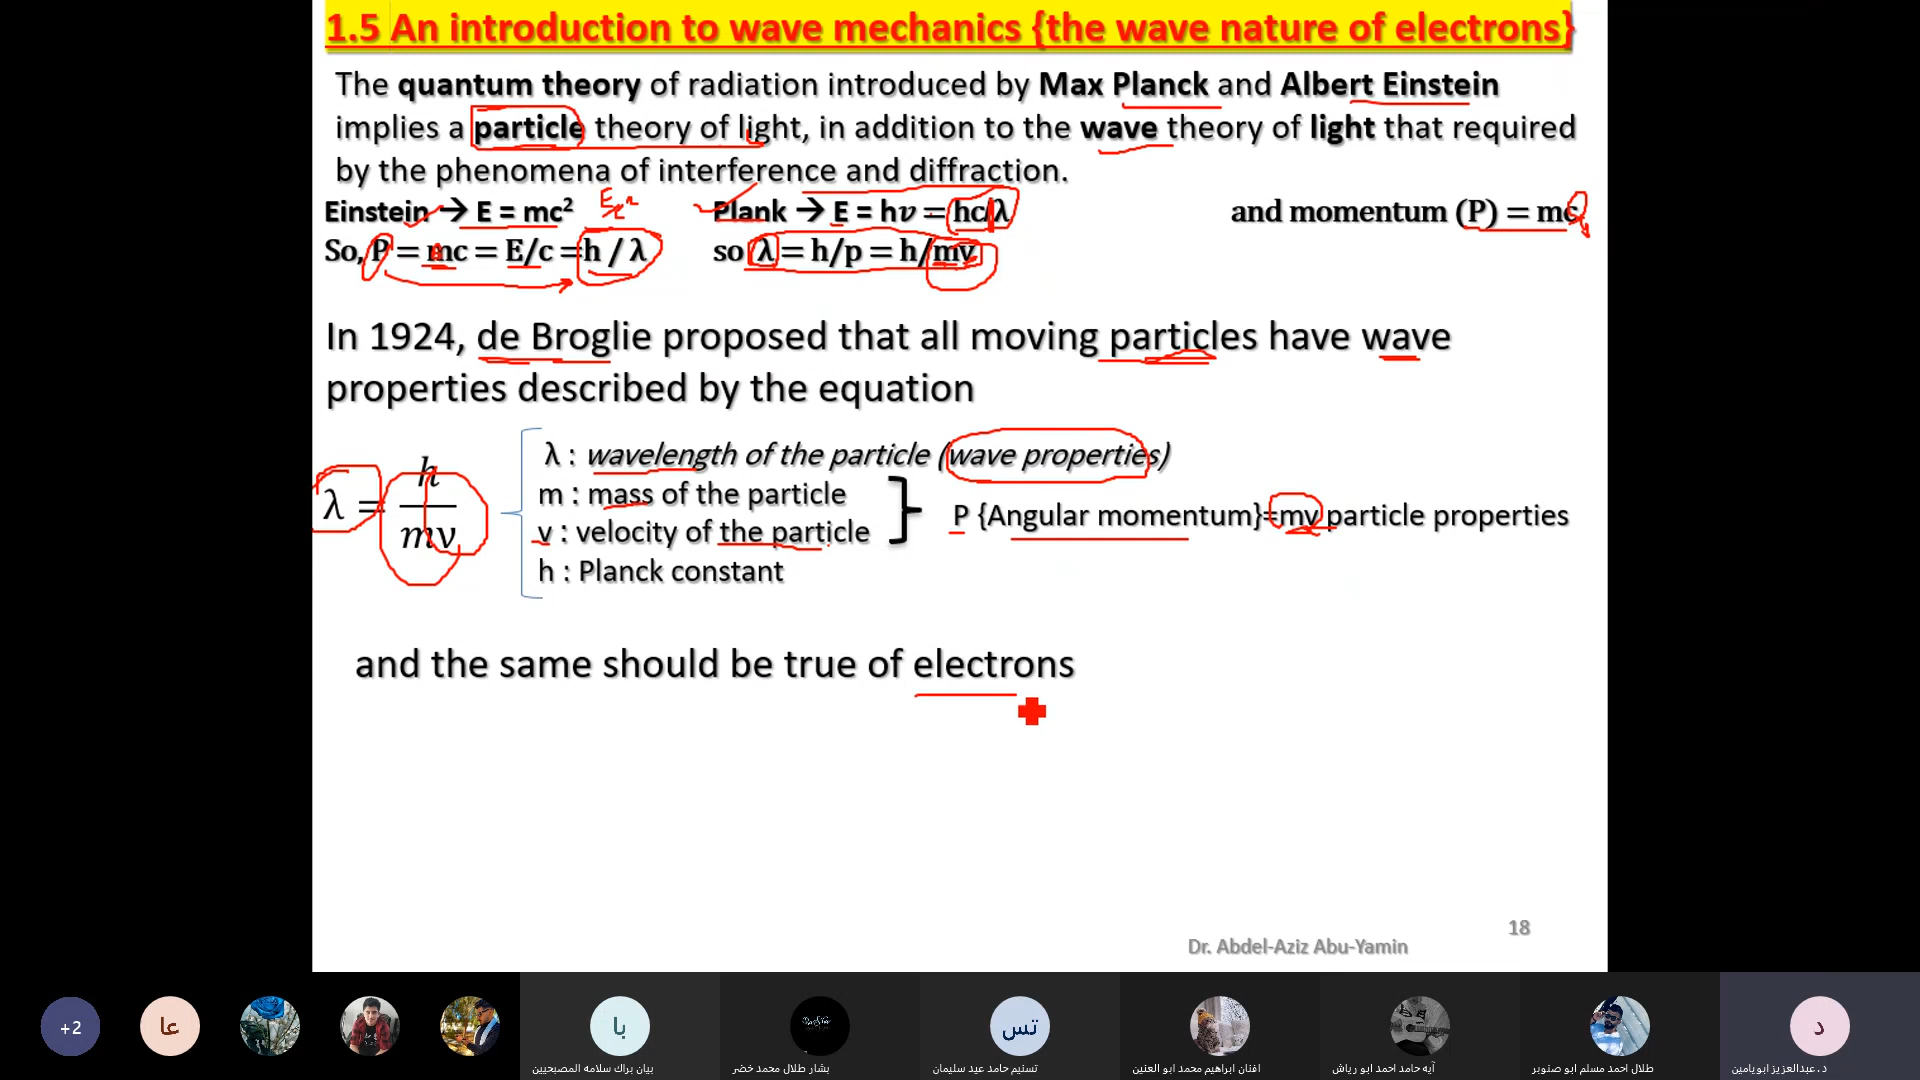 1.5 An introduction to wave mechanics {the wave nature of electrons}
The quantum theory of radiation introduced by Max Planck and Albert Einstein
implies a particle theory of light, in addition to the wave theory of light that required
by the phenomena of interference and diffraction.
Einstein → E = mc² Plank → E = hν = hc/λ and momentum (P) = mc
So, P = mc = E/c = h / λ so λ = h/p = h/mv
In 1924, de Broglie proposed that all moving particles have wave
properties described by the equation
λ = h/mv
λ : wavelength of the particle (wave properties)
m : mass of the particle
v : velocity of the particle
P {Angular momentum}=mv particle properties
h : Planck constant
and the same should be true of electrons
18
Dr. Abdel-Aziz Abu-Yamin
+2
عا
با
تس
د
بيان براك سلامه المصبحيين
بشار طلال محمد خضر
تسنيم حامد عيد سليمان
افنان ابراهيم محمد ابو العنين
آيه حامد احمد ابو رياش
طلال احمد مسلم ابو صنوبر
د.عبدالعزيز ابويامين